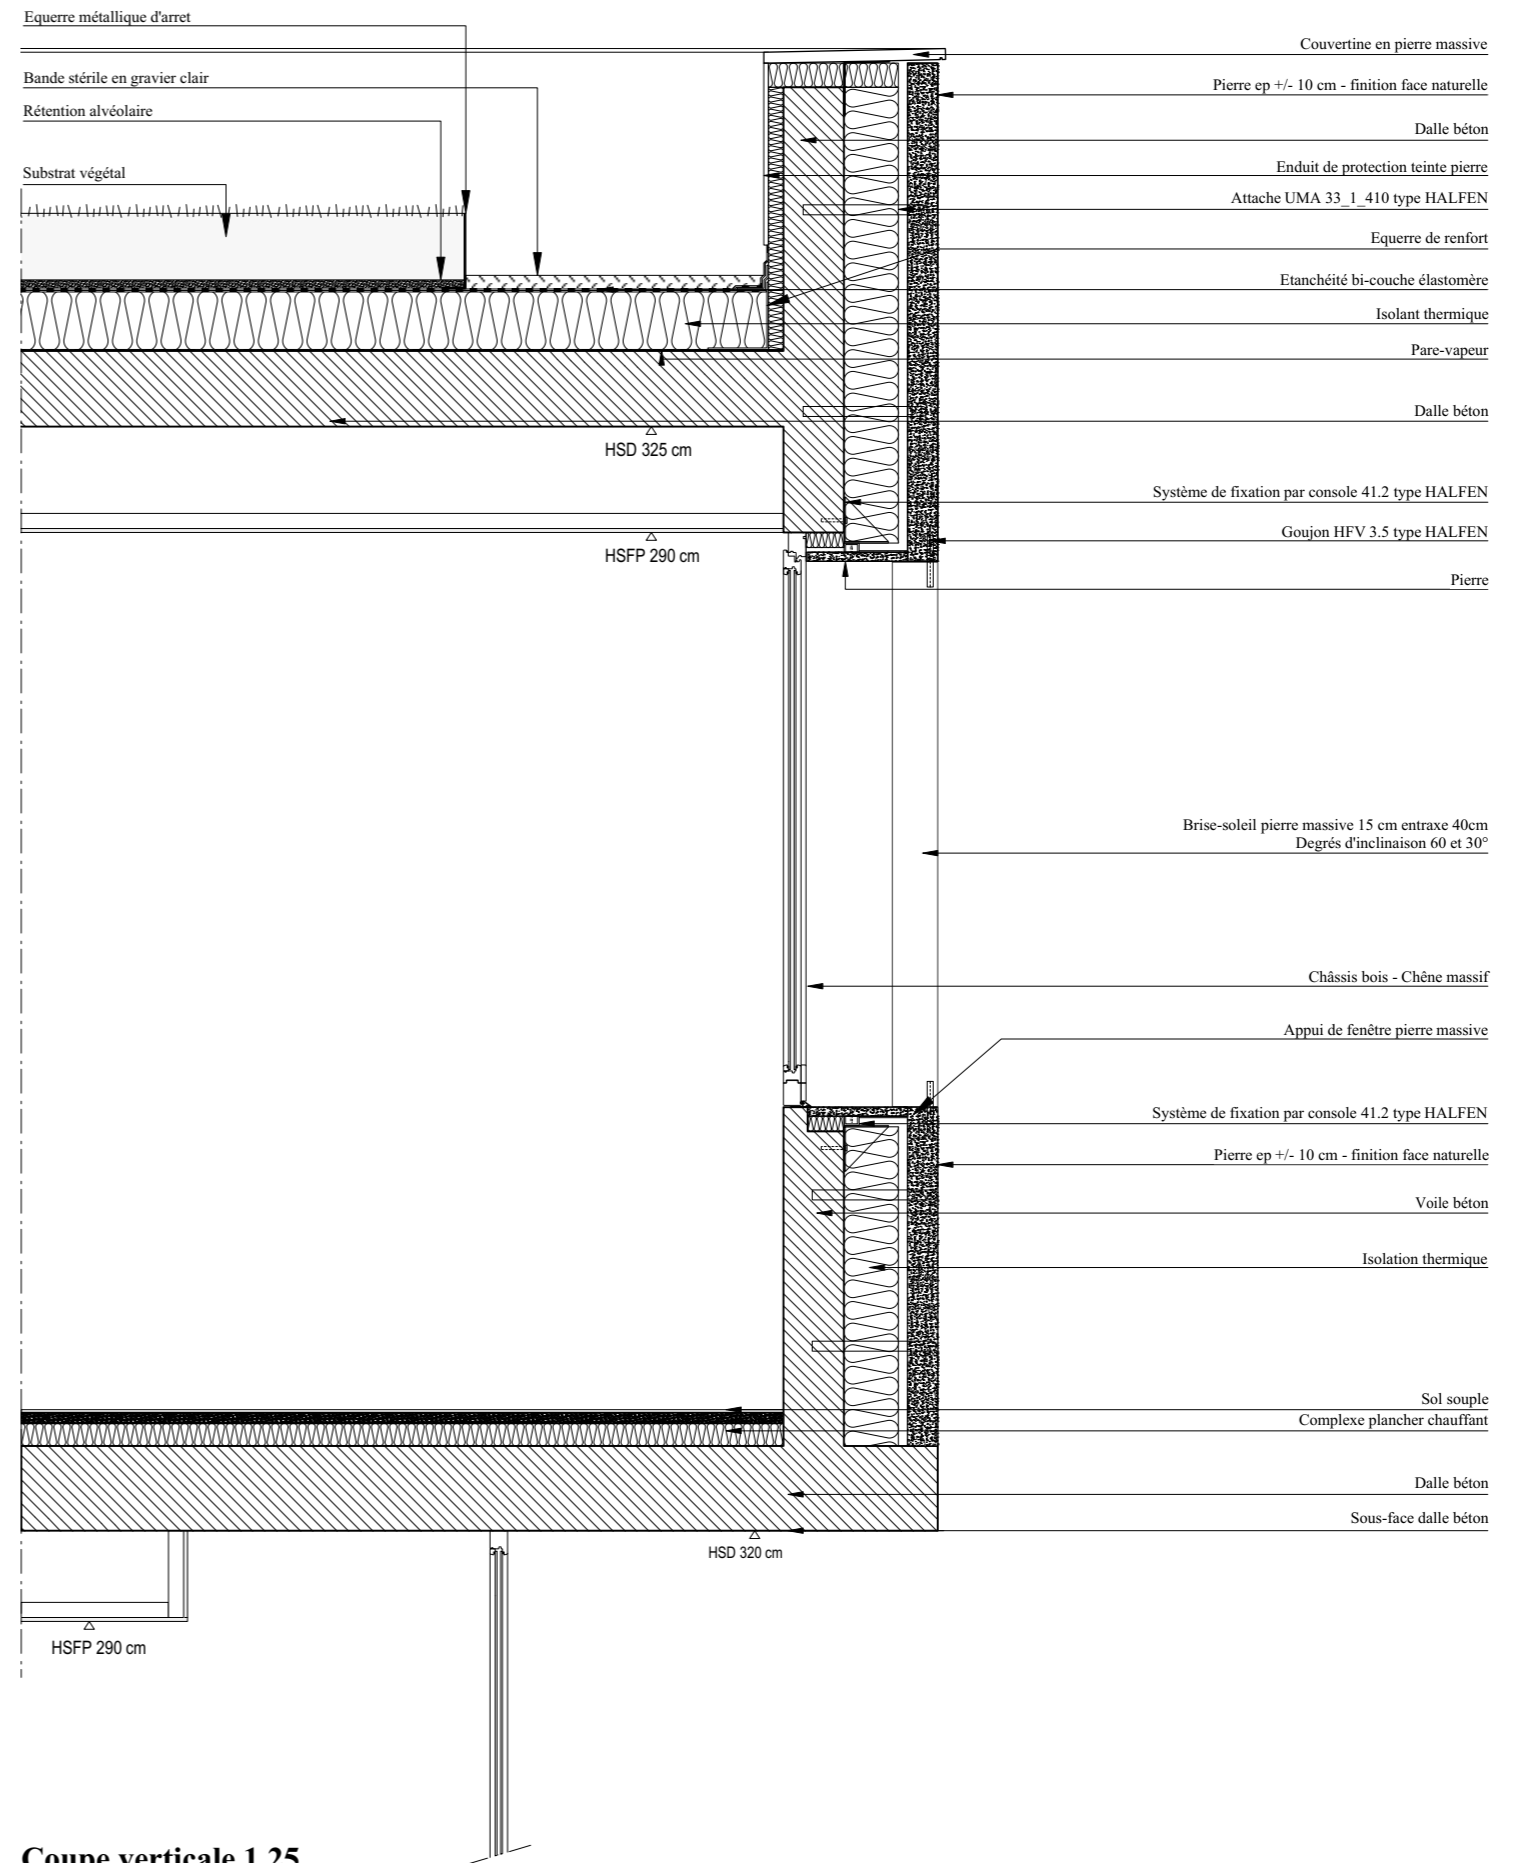 Equerre métallique d'arret
Bande stérile en gravier clair
Rétention alvéolaire
Substrat végétal
Couvertine en pierre massive
Pierre ep +/- 10 cm - finition face naturelle
Dalle béton
Enduit de protection teinte pierre
Attache UMA 33_1_410 type HALFEN
Equerre de renfort
Etanchéité bi-couche élastomère
Isolant thermique
Pare-vapeur
Dalle béton
HSD 325 cm
Système de fixation par console 41.2 type HALFEN
Goujon HFV 3.5 type HALFEN
HSFP 290 cm
Pierre
Brise-soleil pierre massive 15 cm entraxe 40cm
Degrés d'inclinaison 60 et 30°
Châssis bois - Chêne massif
Appui de fenêtre pierre massive
Système de fixation par console 41.2 type HALFEN
Pierre ep +/- 10 cm - finition face naturelle
Voile béton
Isolation thermique
Sol souple
Complexe plancher chauffant
Dalle béton
Sous-face dalle béton
HSD 320 cm
HSFP 290 cm
Coupe verticale 1.25